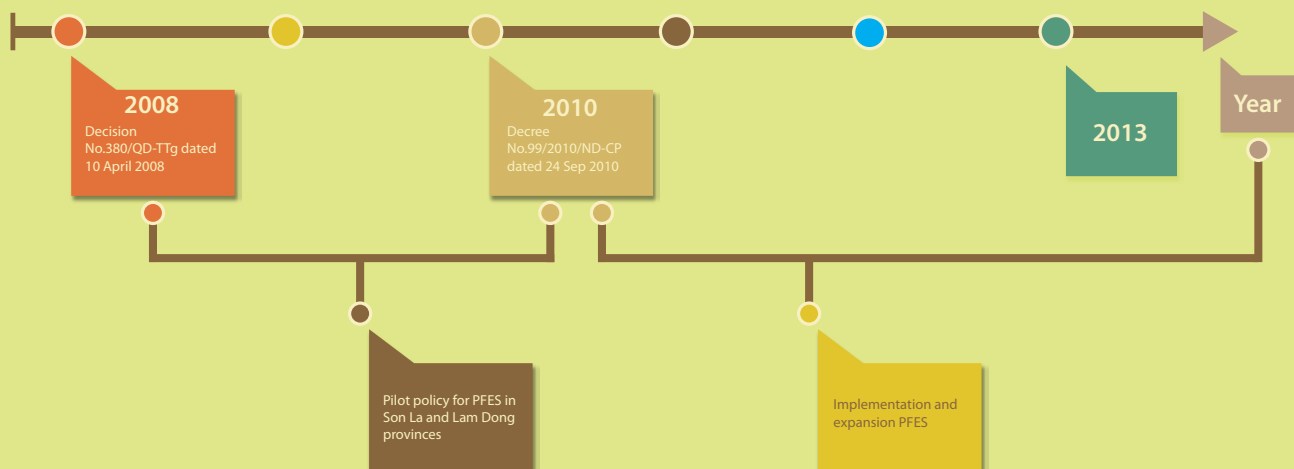 2008
Decision
No.380/QD-TTg dated
10 April 2008
2010
Decree
No.99/2010/ND-CP
dated 24 Sep 2010
2013
Year
Pilot policy for PFES in
Son La and Lam Dong
provinces
Implementation and
expansion PFES